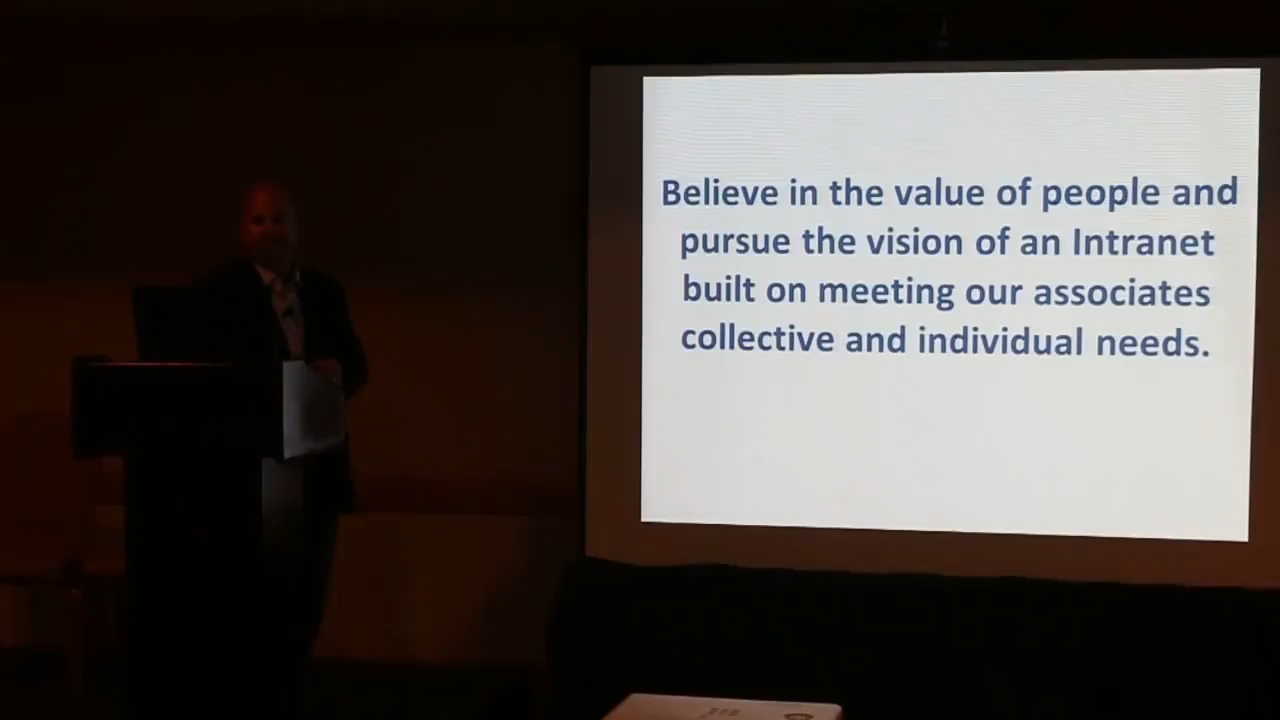 Believe in the value of people and
pursue the vision of an Intranet
built on meeting our associates
collective and individual needs.